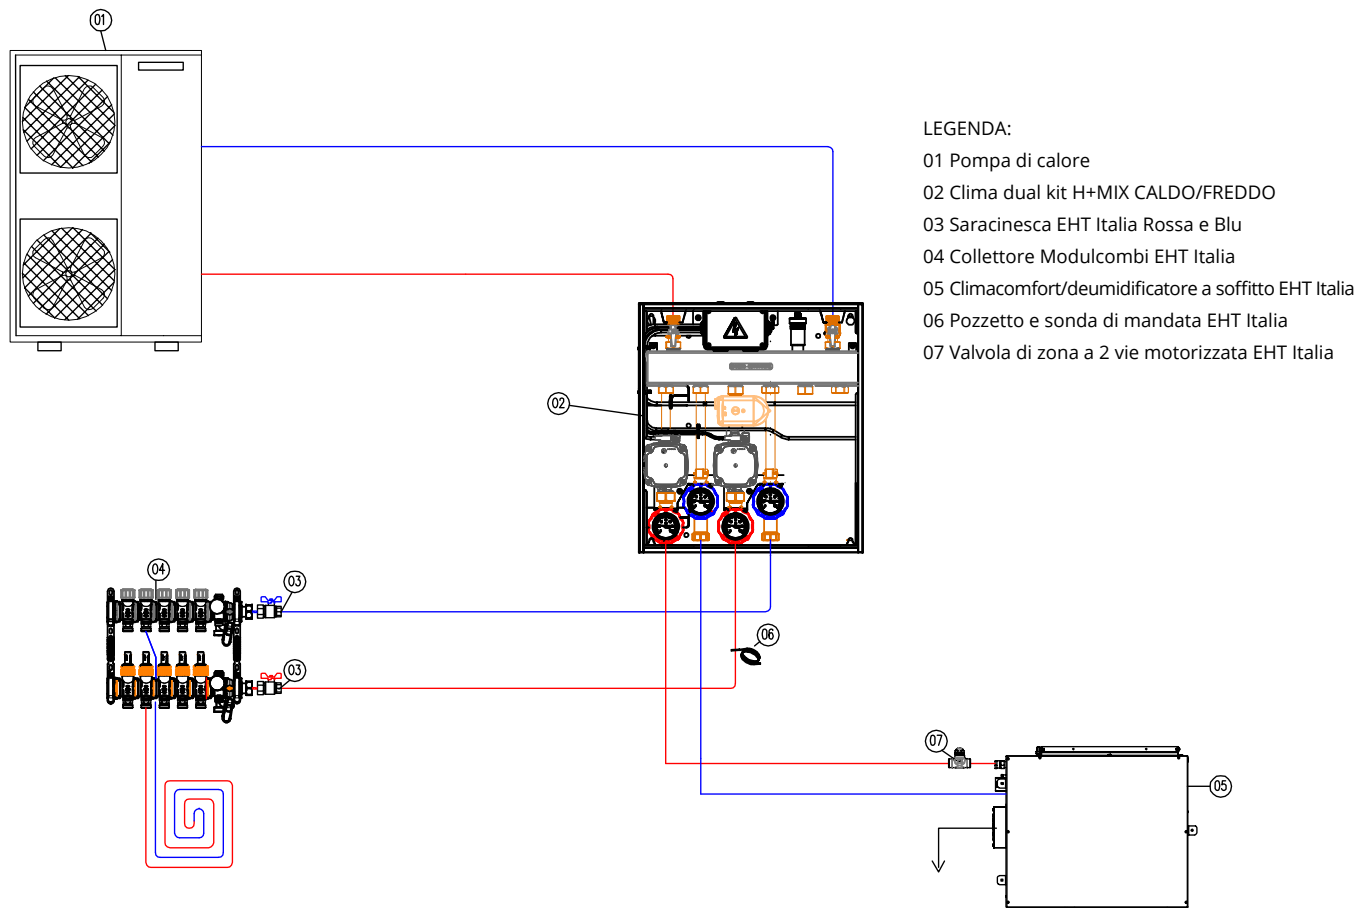 01
LEGENDA:
01 Pompa di calore
02 Clima dual kit H+MIX CALDO/FREDDO
03 Saracinesca EHT Italia Rossa e Blu
04 Collettore Modulcombi EHT Italia
05 Climacomfort/deumidificatore a soffitto EHT Italia
06 Pozzetto e sonda di mandata EHT Italia
07 Valvola di zona a 2 vie motorizzata EHT Italia
02
04
03
06
03
07
05